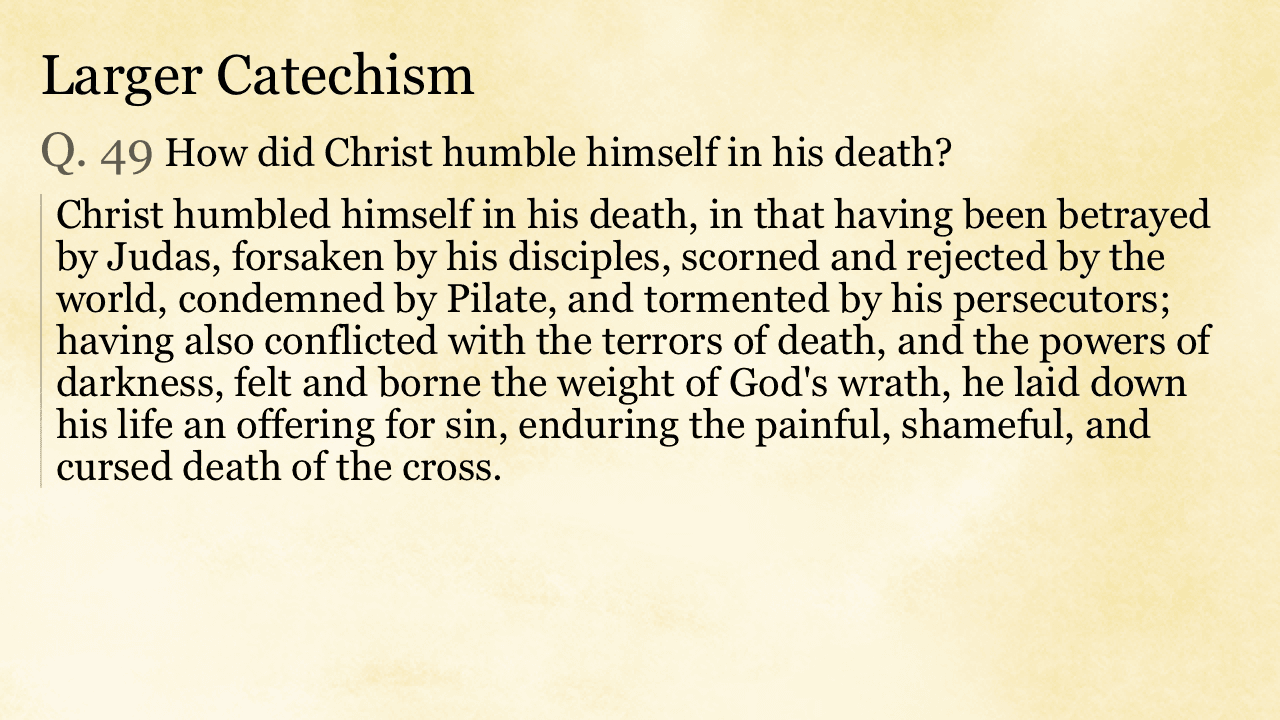 Larger Catechism
Q. 49 How did Christ humble himself in his death?
Christ humbled himself in his death, in that having been betrayed
by Judas, forsaken by his disciples, scorned and rejected by the
world, condemned by Pilate, and tormented by his persecutors;
having also conflicted with the terrors of death, and the powers of
darkness, felt and borne the weight of God's wrath, he laid down
his life an offering for sin, enduring the painful, shameful, and
cursed death of the cross.